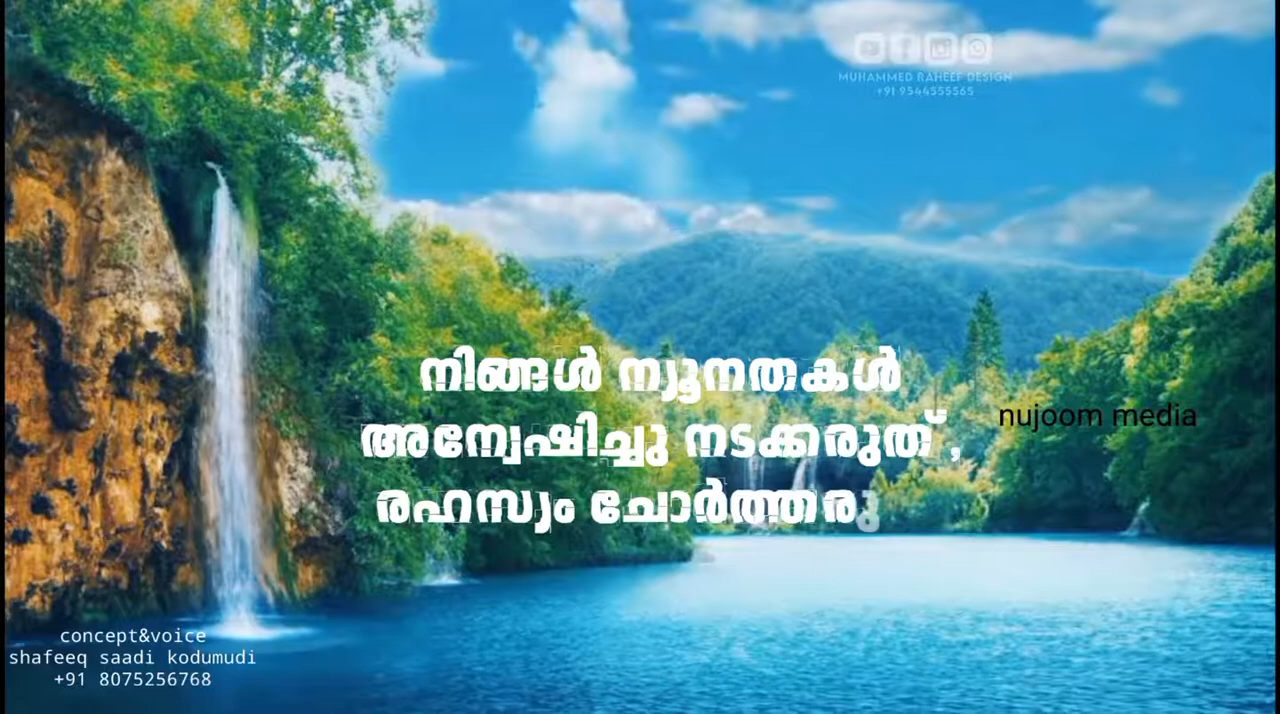 MUHAMMED RAHEEF DESIGN
+91 9544555565
നിങ്ങൾ ന്യൂനതകൾ
nujoom media
അന്വേഷിച്ചു നടക്കരുത്,
രഹസ്യം ചോർത്തരു
concept&voice
shafeeq saadi kodumudi
+91 8075256768